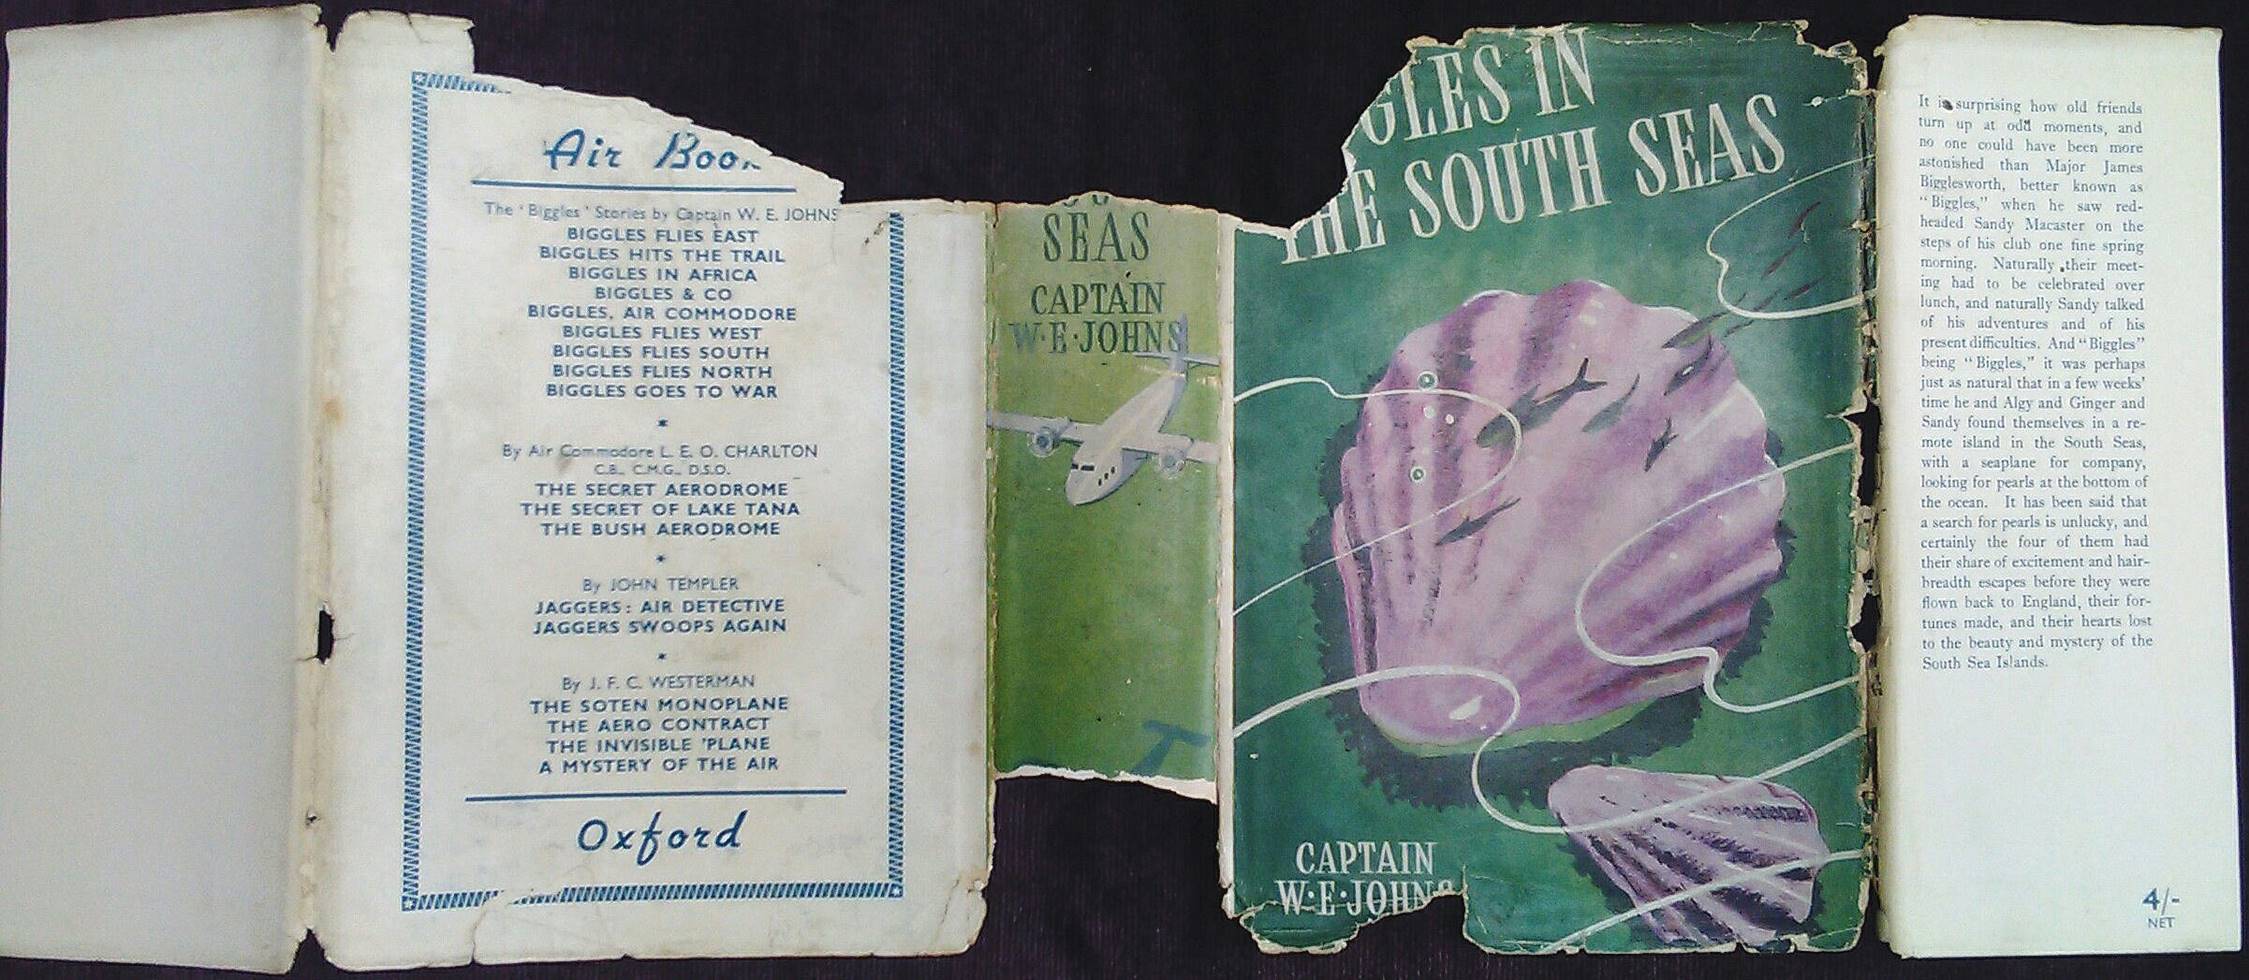 Air Boo
The 'Biggles' Stories by Captain W. E. JOHNS
BIGGLES FLIES EAST
BIGGLES HITS THE TRAIL
BIGGLES IN AFRICA
BIGGLES & CO
BIGGLES, AIR COMMODORE
BIGGLES FLIES WEST
BIGGLES FLIES SOUTH
BIGGLES FLIES NORTH
BIGGLES GOES TO WAR
*
By Air Commodore L. E. O. CHARLTON
C.B., C.M.G., D.S.O.
THE SECRET AERODROME
THE SECRET OF LAKE TANA
THE BUSH AERODROME
*
By JOHN TEMPLER
JAGGERS: AIR DETECTIVE
JAGGERS SWOOPS AGAIN
*
By J. F. C. WESTERMAN
THE SOTEN MONOPLANE
THE AERO CONTRACT
THE INVISIBLE 'PLANE
A MYSTERY OF THE AIR
Oxford
SEAS
CAPTAIN
W·E·JOHNS
GLES IN
THE SOUTH SEAS
CAPTAIN
W·E·JOHNS
It is surprising how old friends
turn up at odd moments, and
no one could have been more
astonished than Major James
Bigglesworth, better known as
"Biggles," when he saw red-
headed Sandy Macaster on the
steps of his club one fine spring
morning. Naturally their meet-
ing had to be celebrated over
lunch, and naturally Sandy talked
of his adventures and of his
present difficulties. And "Biggles"
being "Biggles," it was perhaps
just as natural that in a few weeks'
time he and Algy and Ginger and
Sandy found themselves in a re-
mote island in the South Seas,
with a seaplane for company,
looking for pearls at the bottom of
the ocean. It has been said that
a search for pearls is unlucky, and
certainly the four of them had
their share of excitement and hair-
breadth escapes before they were
flown back to England, their for-
tunes made, and their hearts lost
to the beauty and mystery of the
South Sea Islands.
4/-
NET